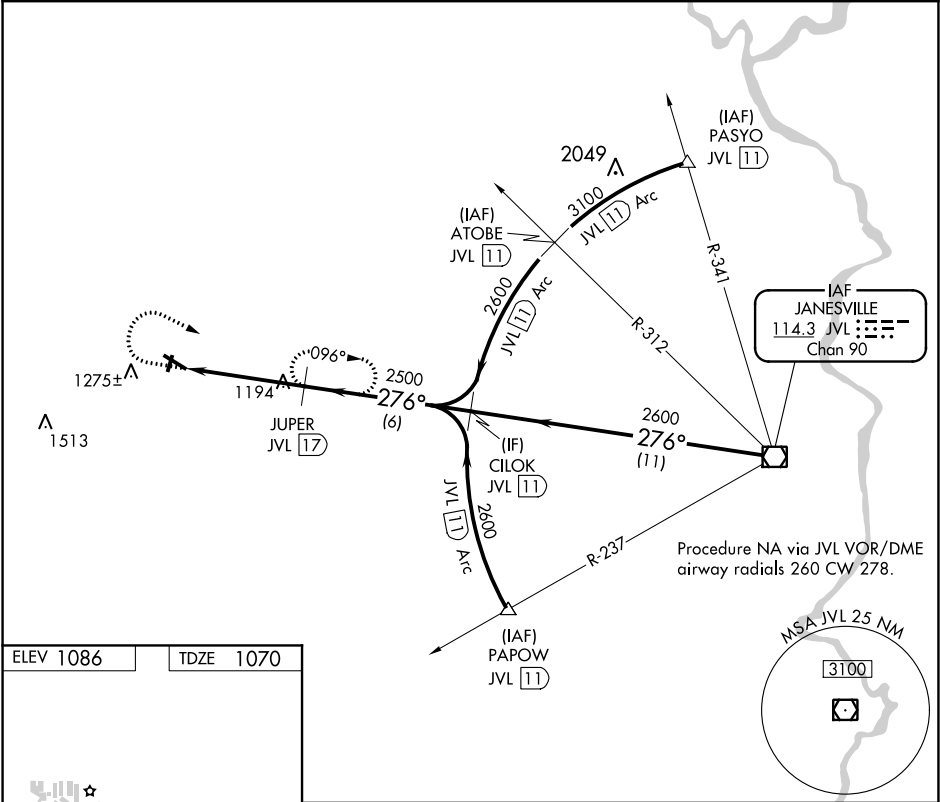 (IAF)
PASYO
JVL 11
2049
3100
JVL 11 Arc
(IAF)
ATOBE
JVL 11
2600
JVL 11 Arc
R-341
R-312
IAF
JANESVILLE
114.3 JVL
Chan 90
096°
1275±
1194
2500
276°
(6)
2600
276°
(11)
JUPER
JVL 17
1513
(IF)
CILOK
JVL 11
JVL 11 Arc
2600
R-237
Procedure NA via JVL VOR/DME
airway radials 260 CW 278.
(IAF)
PAPOW
JVL 11
MSA JVL 25 NM
3100
ELEV 1086
TDZE 1070